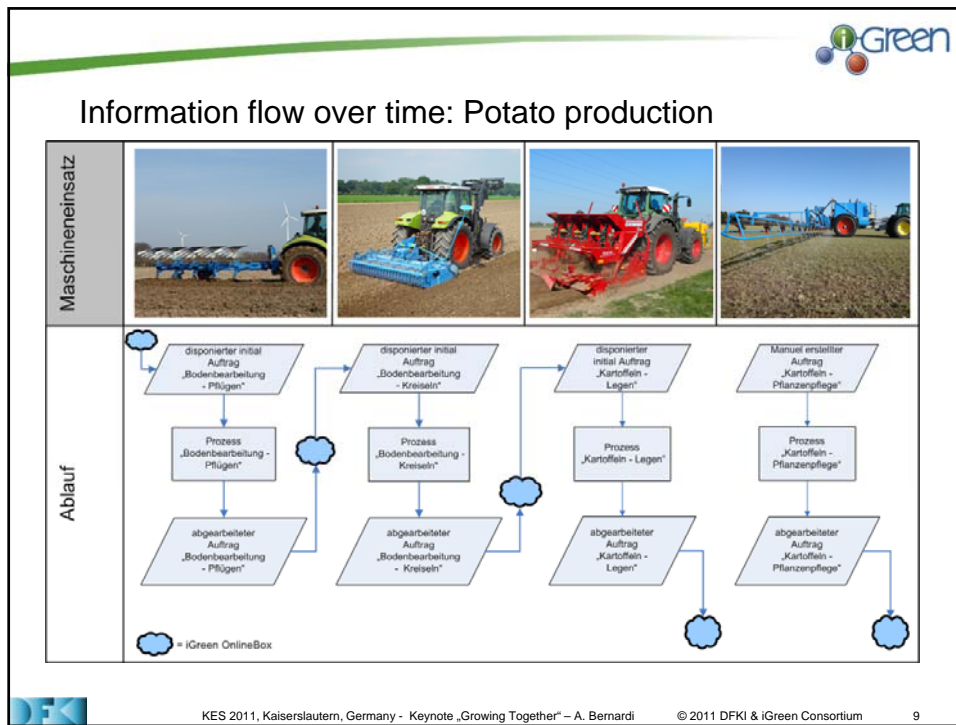 i-Green
Information flow over time: Potato production
Maschineneinsatz
Ablauf
disponierter initial
Auftrag
„Bodenbearbeitung
- Pflügen"
Prozess
„Bodenbearbeitung -
Pflügen"
abgearbeiteter
Auftrag
„Bodenbearbeitung
- Pflügen"
disponierter initial
Auftrag
„Bodenbearbeitung
- Kreiseln"
Prozess
„Bodenbearbeitung -
Kreiseln"
abgearbeiteter
Auftrag
„Bodenbearbeitung
- Kreiseln"
disponierter
initial Auftrag
„Kartoffeln -
Legen"
Prozess
„Kartoffeln - Legen"
abgearbeiteter
Auftrag
„Kartoffeln -
Legen"
Manuel erstellter
Auftrag
„Kartoffeln -
Pflanzenpflege"
Prozess
„Kartoffeln -
Pflanzenpflege"
abgearbeiteter
Auftrag
„Kartoffeln -
Pflanzenpflege"
= iGreen OnlineBox
DFKI
KES 2011, Kaiserslautern, Germany - Keynote „Growing Together“ – A. Bernardi © 2011 DFKI & iGreen Consortium 9